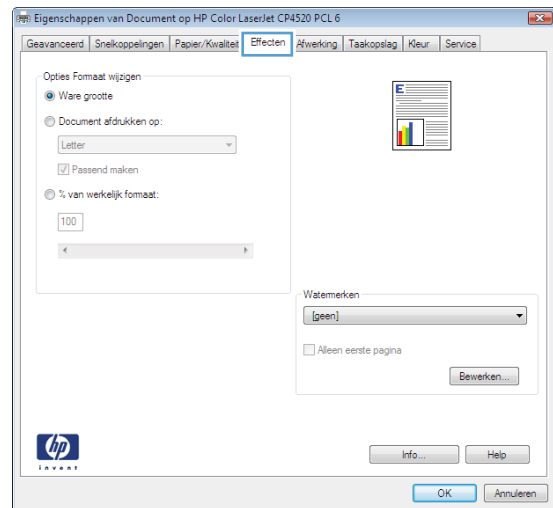 Eigenschappen van Document op HP Color LaserJet CP4520 PCL 6
Geavanceerd Snelkoppelingen Papier/Kwaliteit Effecten Afwerking Taakopslag Kleur Service
Opties Formaat wijzigen
Ware grootte
Document afdrukken op:
Letter
Passend maken
% van werkelijk formaat:
100
E
Watermerken
[geen]
Alleen eerste pagina
Bewerken...
hp
invent
Info... Help
OK Annuleren